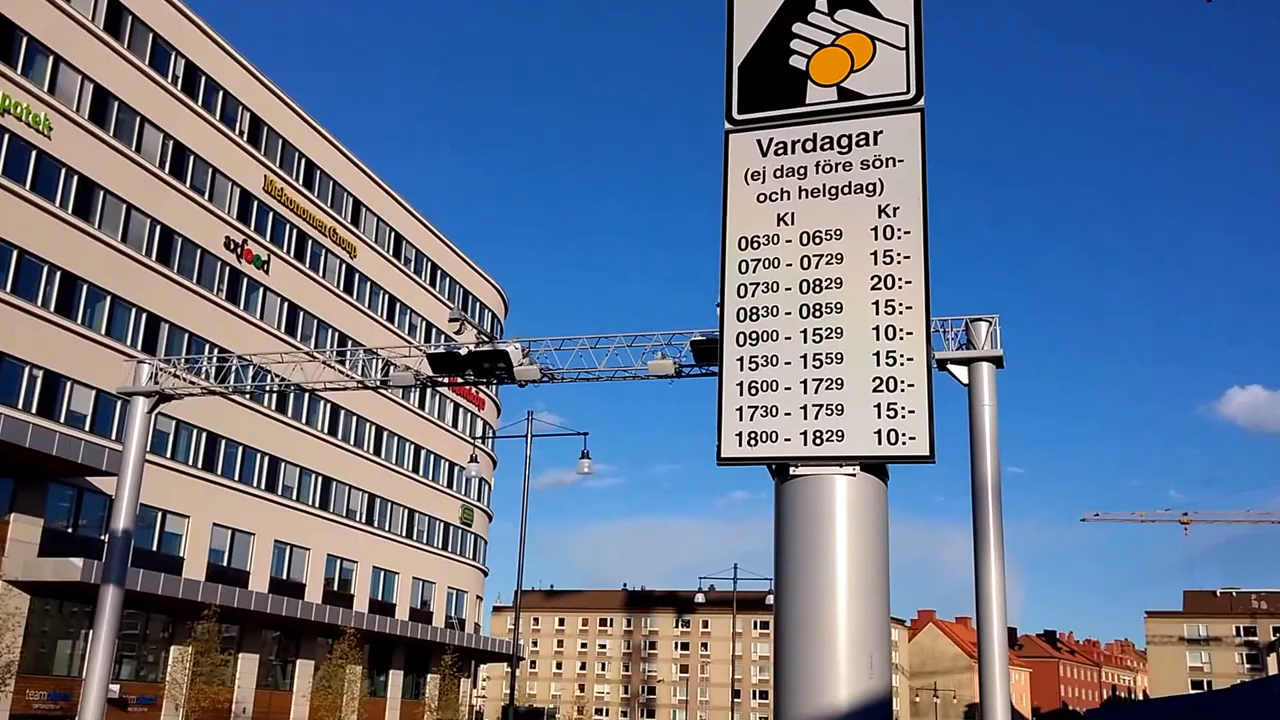 potek
Mekonomen Group
axfood
Vardagar
(ej dag före sön-
och helgdag)
Kl Kr
0630 - 0659 10:-
0700 - 0729 15:-
0730 - 0829 20:-
0830 - 0859 15:-
0900 - 1529 10:-
1530 - 1559 15:-
1600 - 1729 20:-
1730 - 1759 15:-
1800 - 1829 10:-
team